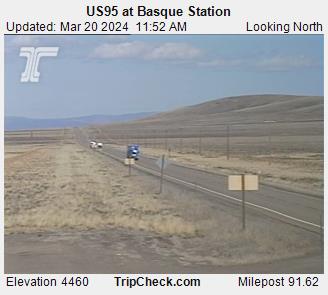 US95 at Basque Station
Updated: Mar 20 2024 11:52 AM Looking North
Elevation 4460 TripCheck.com Milepost 91.62